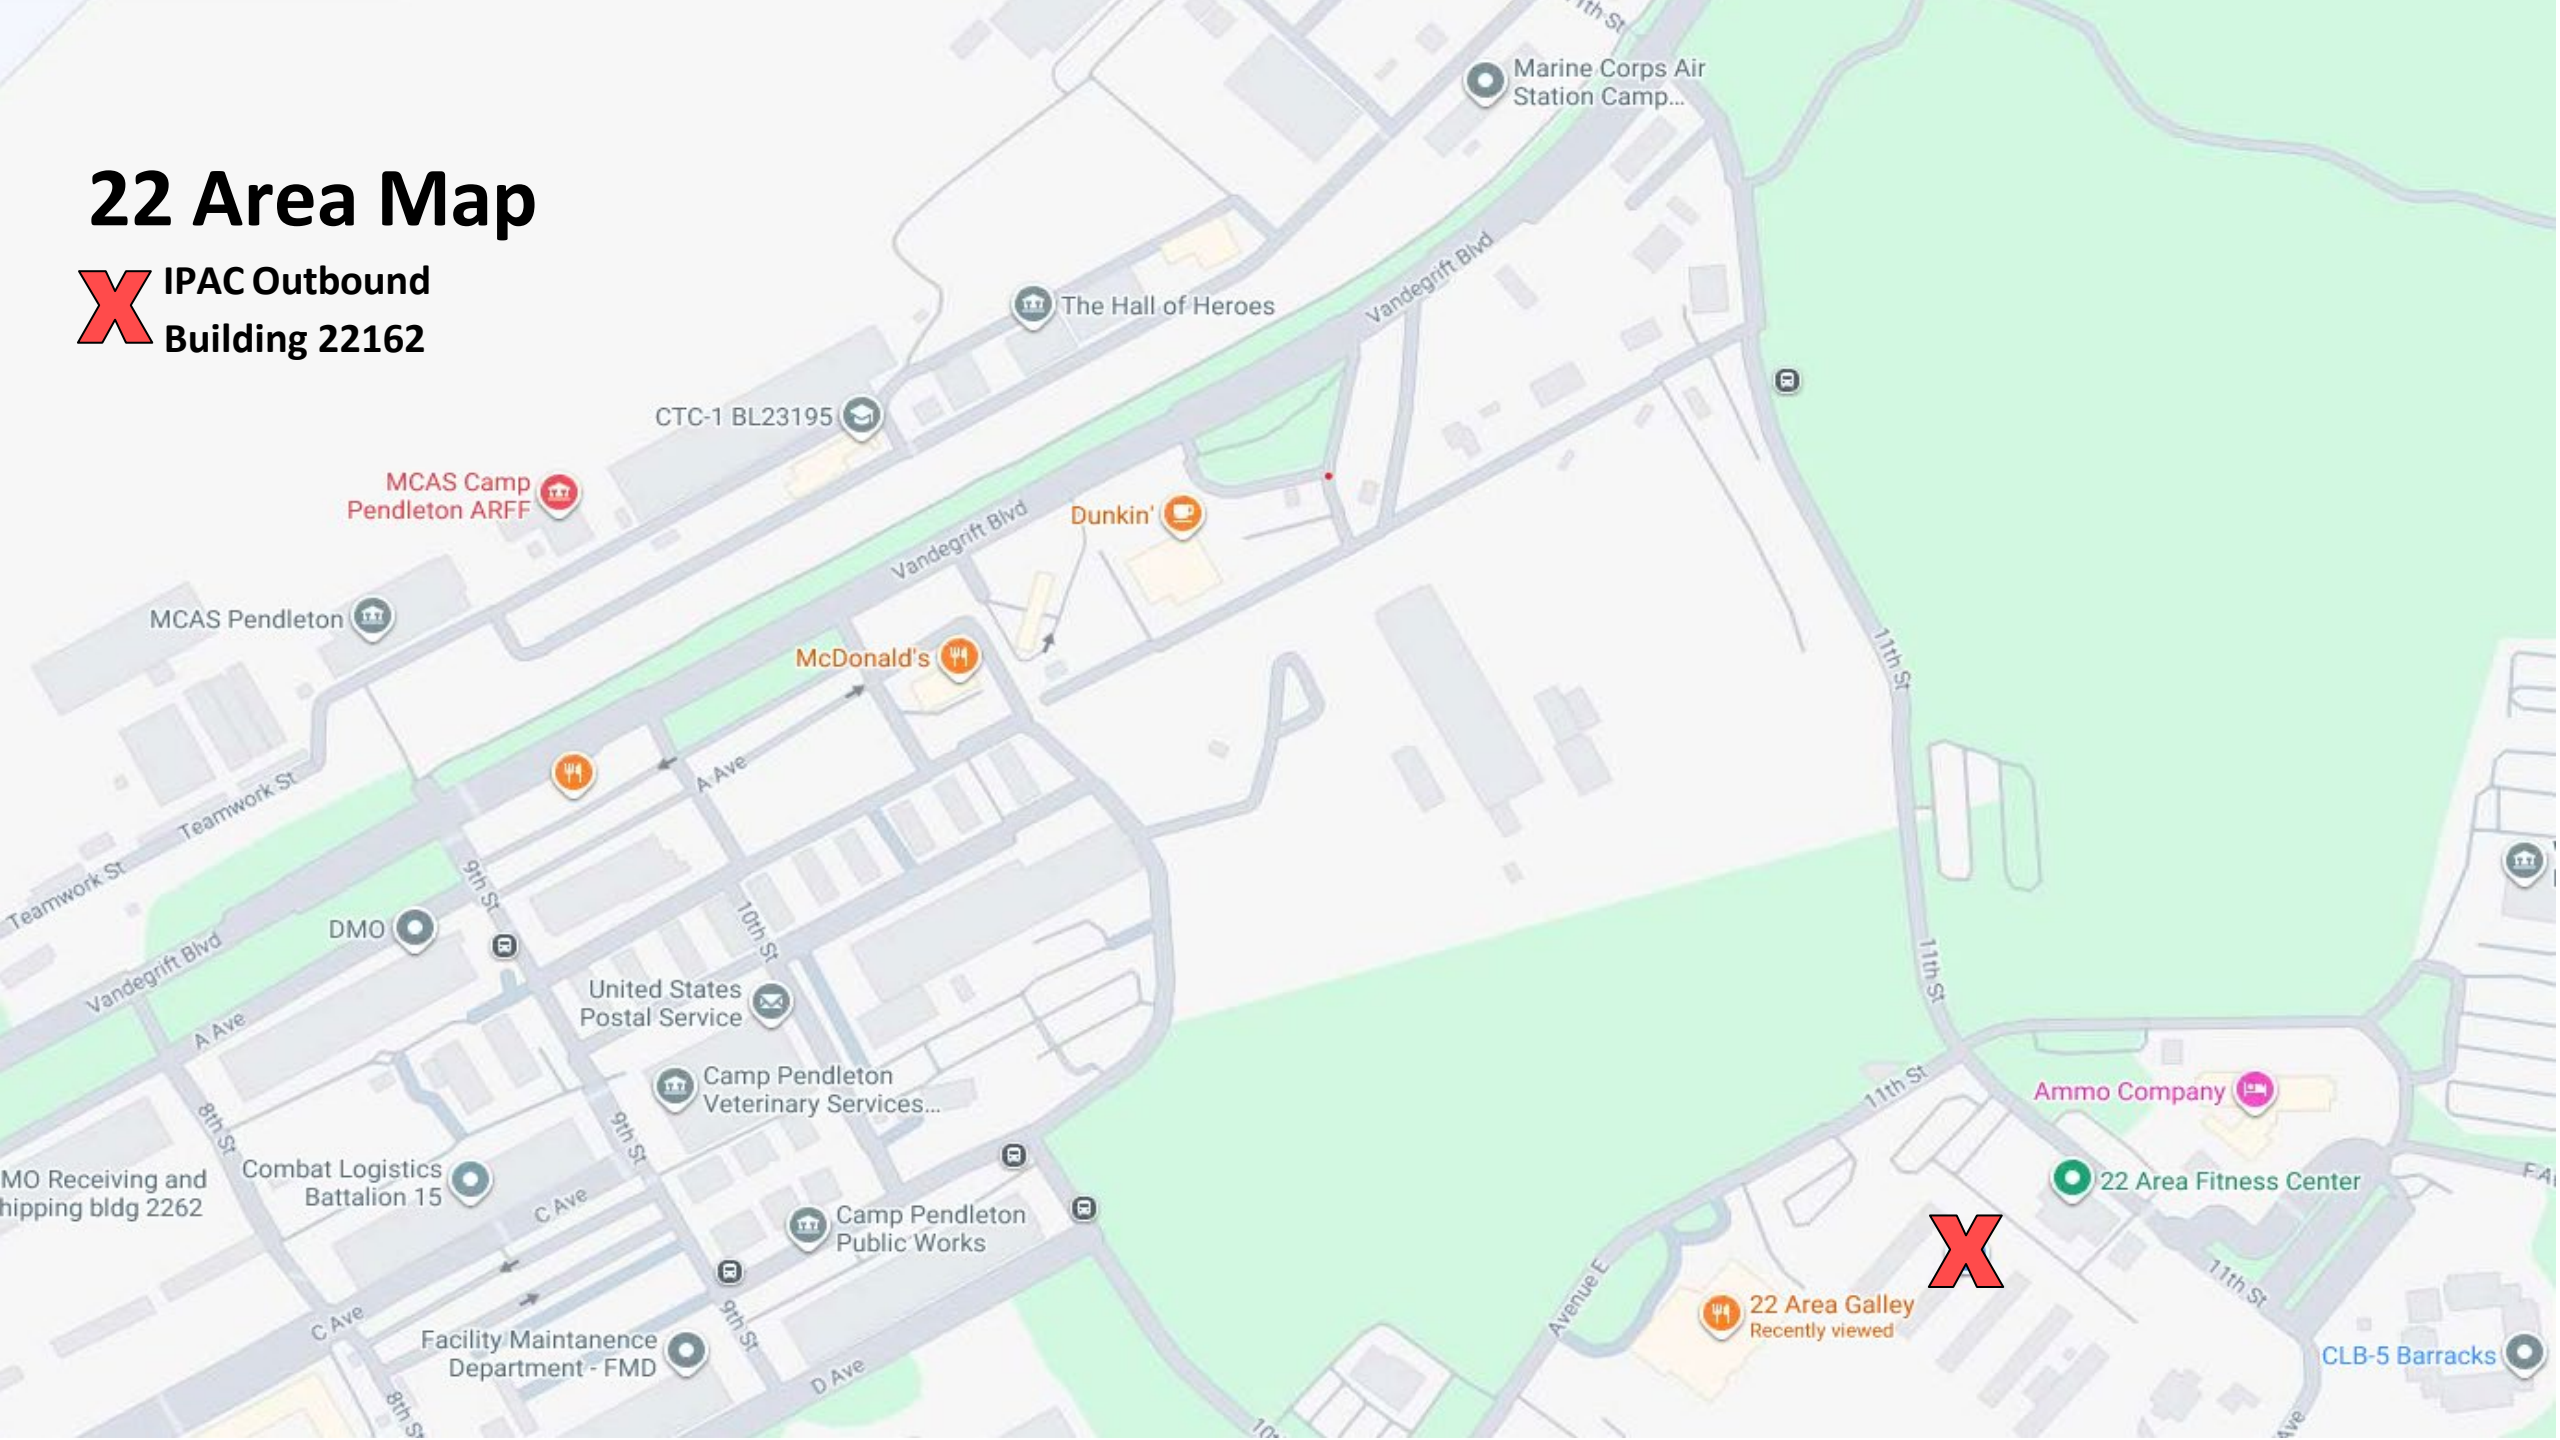 22 Area Map
X
IPAC Outbound
Building 22162
11th St
Marine Corps Air
Station Camp...
Vandegrift Blvd
The Hall of Heroes
CTC-1 BL23195
MCAS Camp
Pendleton ARFF
Dunkin'
Vandegrift Blvd
MCAS Pendleton
McDonald's
11th St
A Ave
Teamwork St
Teamwork St
9th St
DMO
10th St
Vandegrift Blvd
11th St
A Ave
United States
Postal Service
Camp Pendleton
Veterinary Services...
11th St
Ammo Company
8th St
9th St
MO Receiving and
hipping bldg 2262
Combat Logistics
Battalion 15
C Ave
22 Area Fitness Center
Camp Pendleton
Public Works
X
11th St
Avenue E
22 Area Galley
Recently viewed
C Ave
Facility Maintanence
Department - FMD
9th St
D Ave
CLB-5 Barracks
8th St